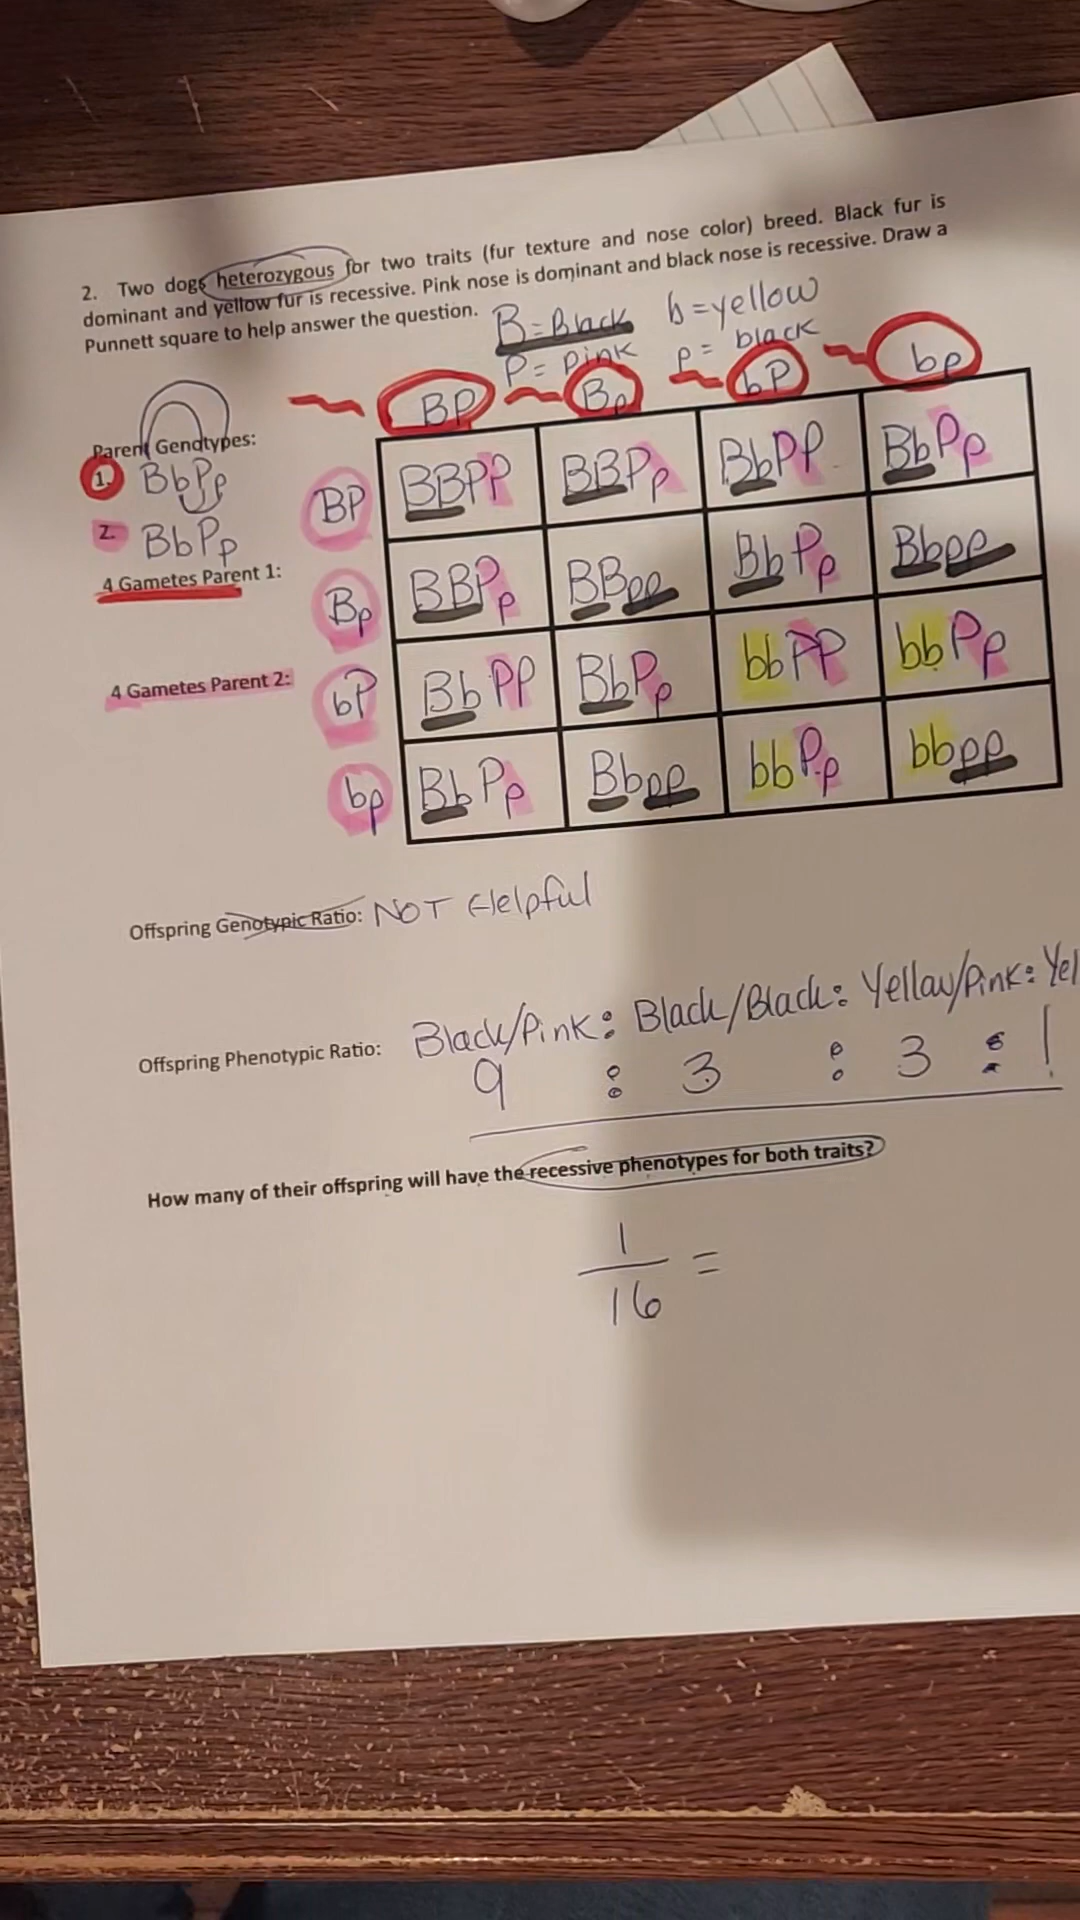 2. Two dogs heterozygous for two traits (fur texture and nose color) breed. Black fur is
dominant and yellow fur is recessive. Pink nose is dominant and black nose is recessive. Draw a
Punnett square to help answer the question.
B=Black b=yellow
P=Pink p= black
BP Bp bP bp
Parent Genotypes:
1. BbPp
2. BbPp
4 Gametes Parent 1:
4 Gametes Parent 2:
BP BBPP BBPp BbPP BbPp
Bp BBPp BBpp BbPp Bbpp
bP BbPP BbPp bbPP bbPp
bp BbPp Bbpp bbPp bbpp
Offspring Genotypic Ratio: NOT Helpful
Offspring Phenotypic Ratio: Black/Pink: Black/Black: Yellow/Pink: Yel
9 : 3 : 3 : 1
How many of their offspring will have the recessive phenotypes for both traits?
1
16 =